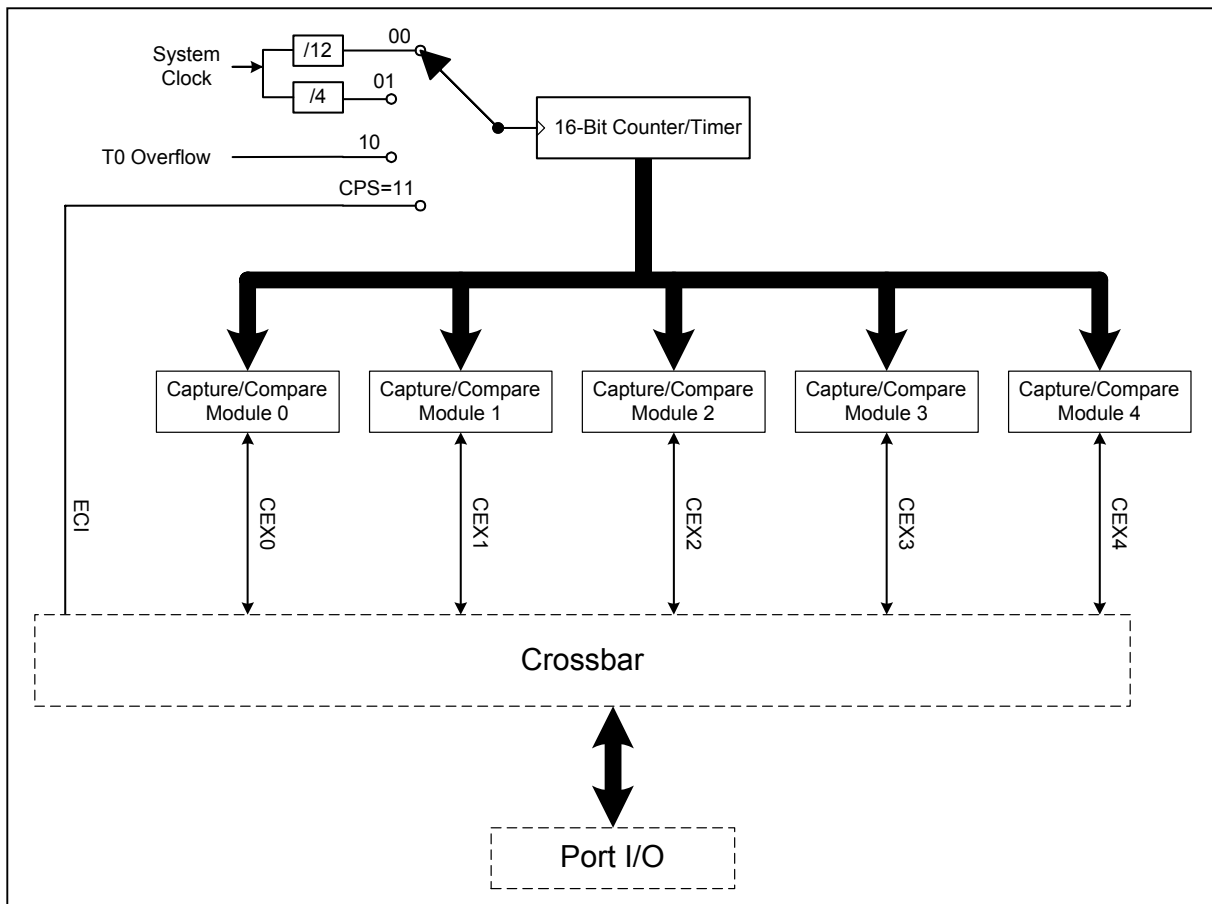 System
Clock
/12
00
/4
01
16-Bit Counter/Timer
T0 Overflow
10
CPS=11
Capture/Compare
Module 0
Capture/Compare
Module 1
Capture/Compare
Module 2
Capture/Compare
Module 3
Capture/Compare
Module 4
ECI
CEX0
CEX1
CEX2
CEX3
CEX4
Crossbar
Port I/O